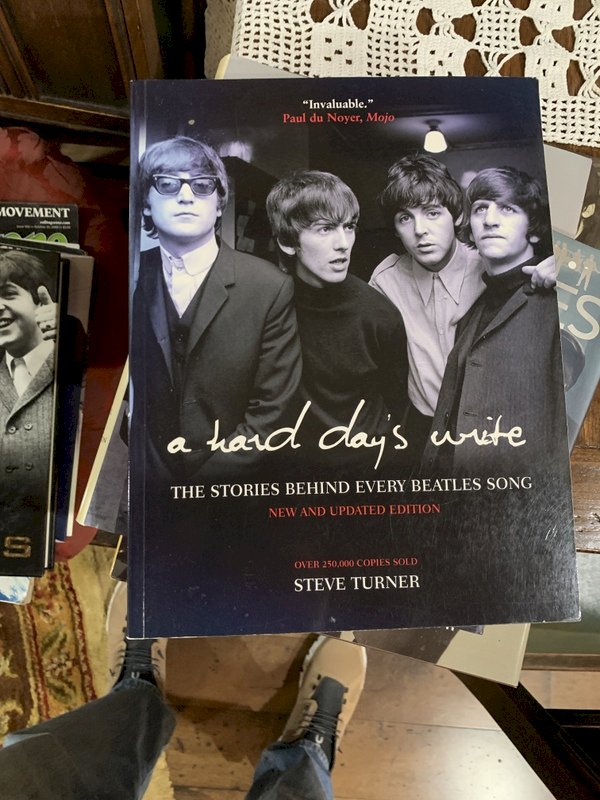 “Invaluable.”
Paul du Noyer, Mojo
MOVEMENT
ES
a hard day's write
THE STORIES BEHIND EVERY BEATLES SONG
NEW AND UPDATED EDITION
S
OVER 250,000 COPIES SOLD
STEVE TURNER